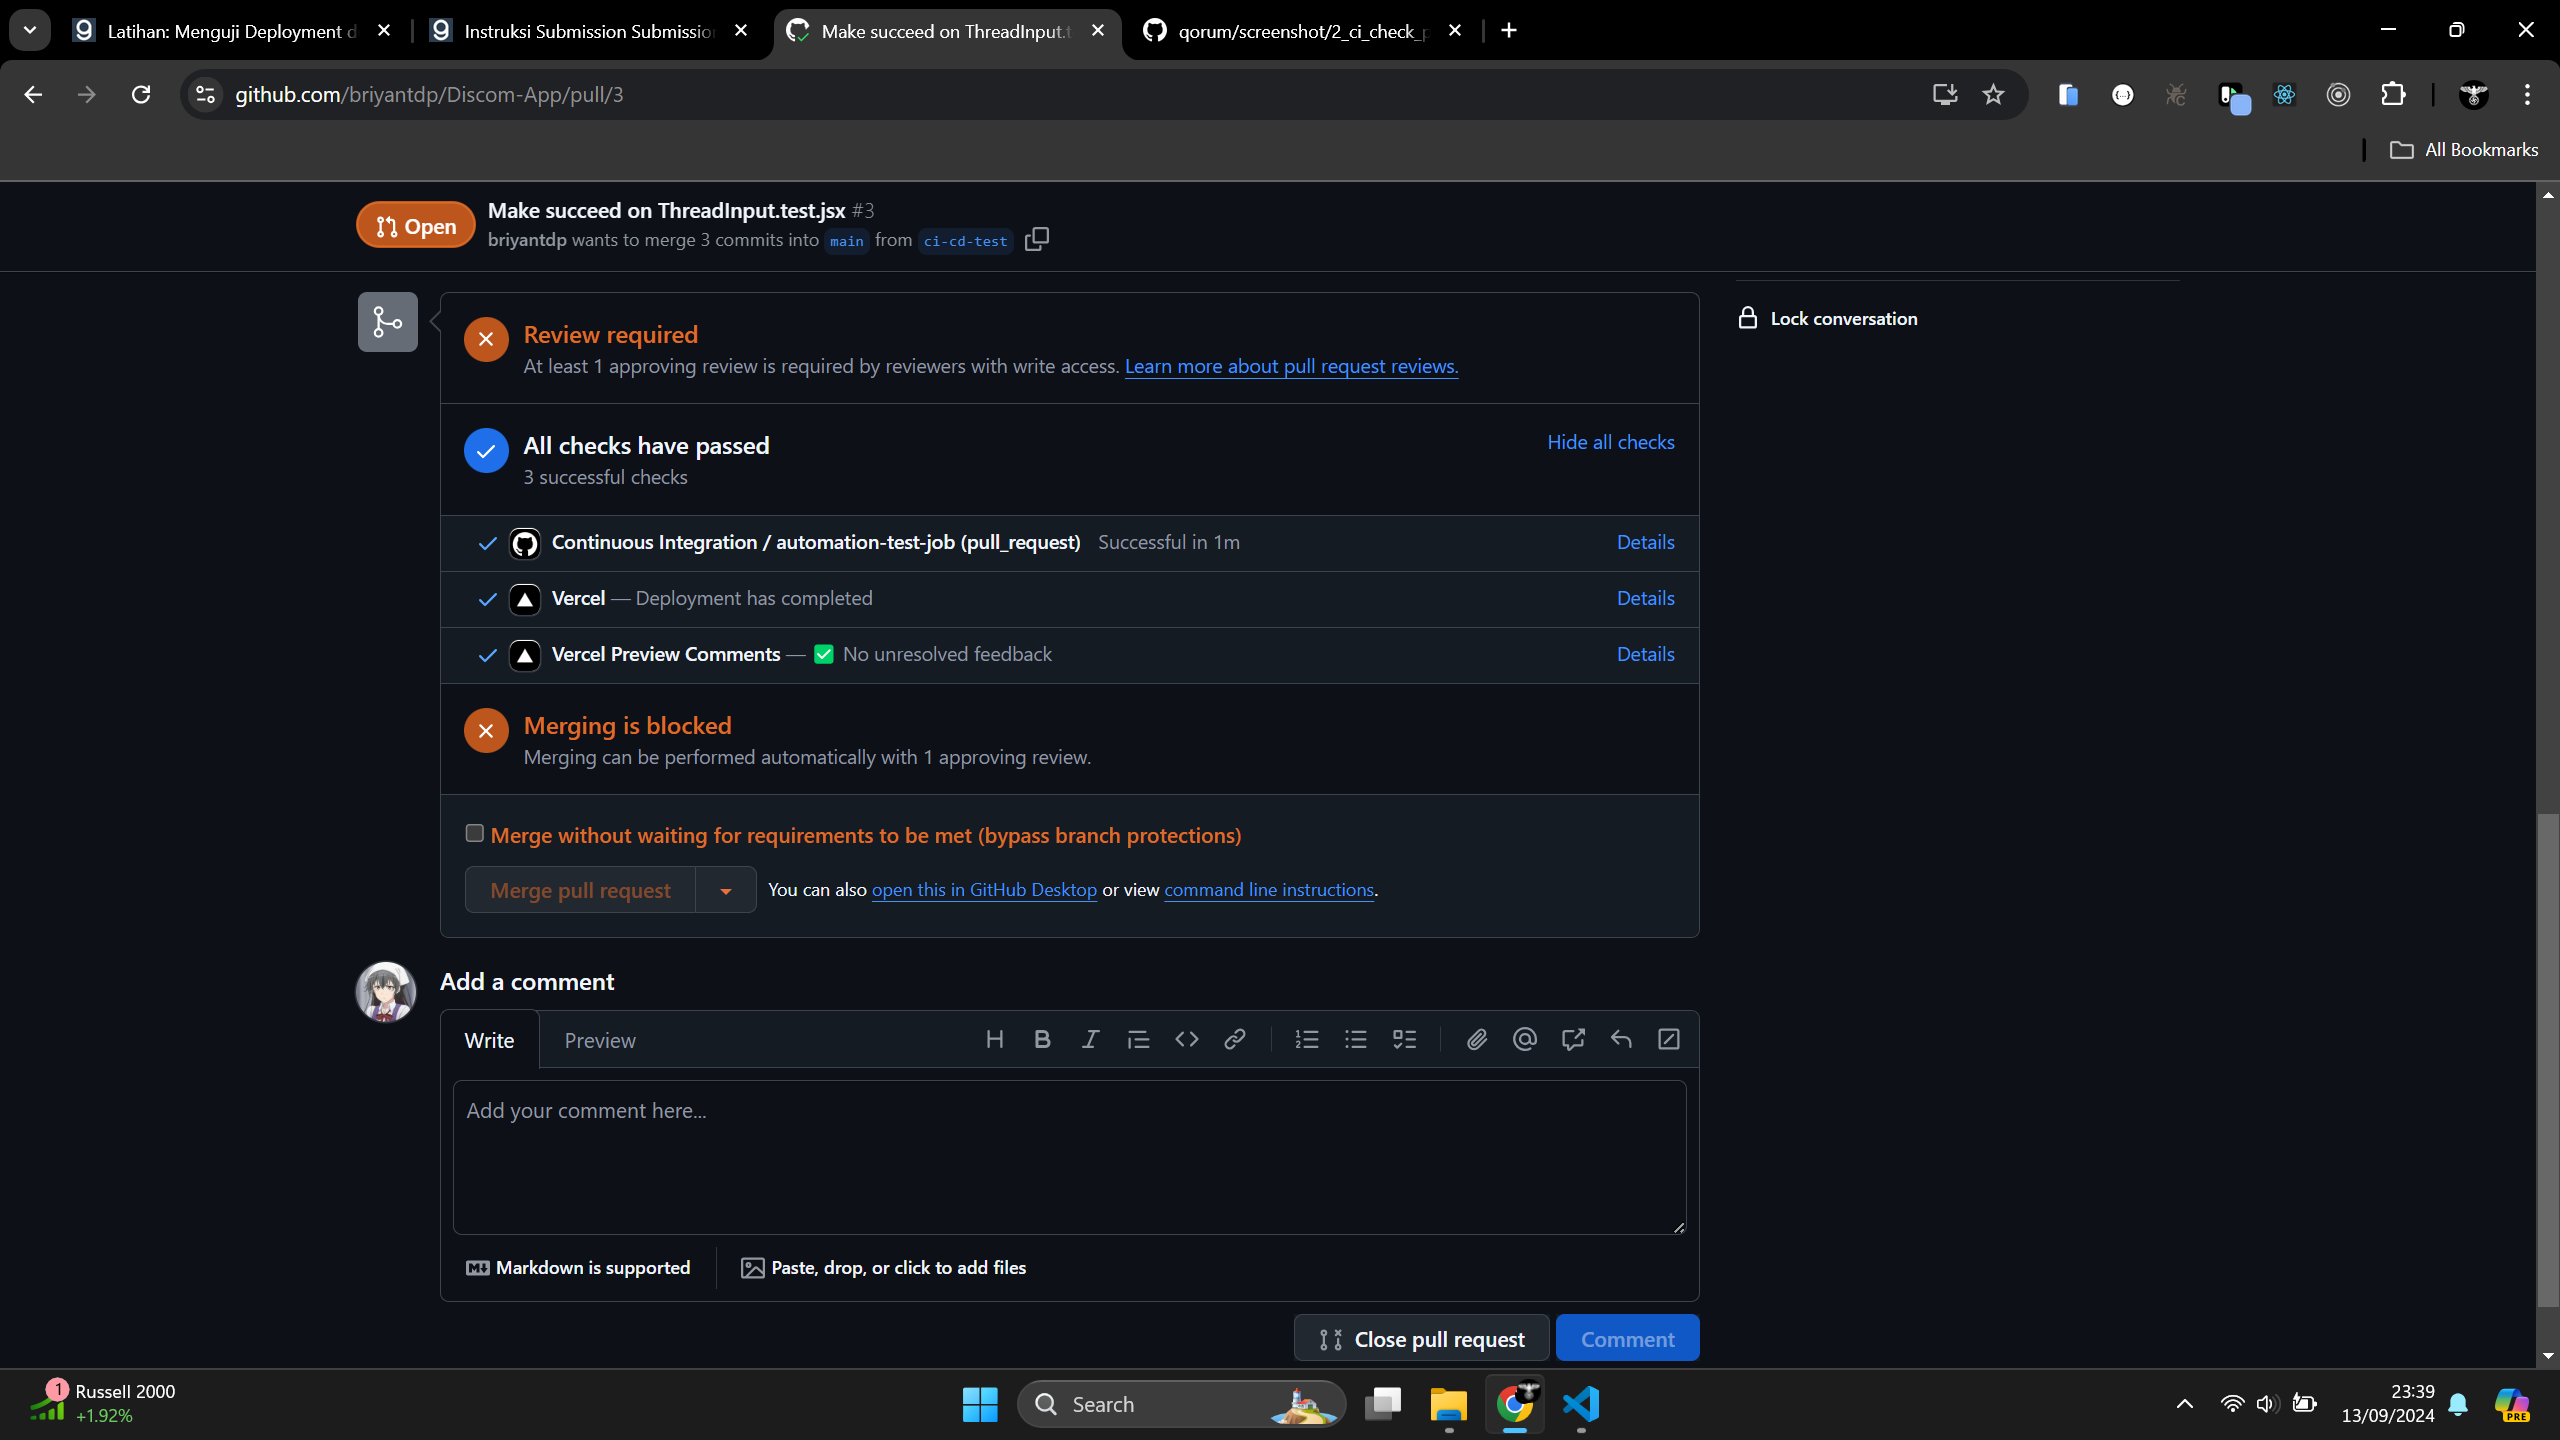 Latihan: Menguji Deployment d
Instruksi Submission Submission
Make succeed on ThreadInput.t
qorum/screenshot/2_ci_check_p
github.com/briyantdp/Discom-App/pull/3
All Bookmarks
Open
Make succeed on ThreadInput.test.jsx #3
briyantdp wants to merge 3 commits into main from ci-cd-test
Review required
At least 1 approving review is required by reviewers with write access. Learn more about pull request reviews.
Lock conversation
All checks have passed
Hide all checks
3 successful checks
Continuous Integration / automation-test-job (pull_request) Successful in 1m Details
Vercel — Deployment has completed Details
Vercel Preview Comments — ✅ No unresolved feedback Details
Merging is blocked
Merging can be performed automatically with 1 approving review.
Merge without waiting for requirements to be met (bypass branch protections)
Merge pull request You can also open this in GitHub Desktop or view command line instructions.
Add a comment
Write Preview
Add your comment here...
Markdown is supported Paste, drop, or click to add files
Close pull request Comment
1
Russell 2000
+1.92%
Search
23:39
13/09/2024
PRE